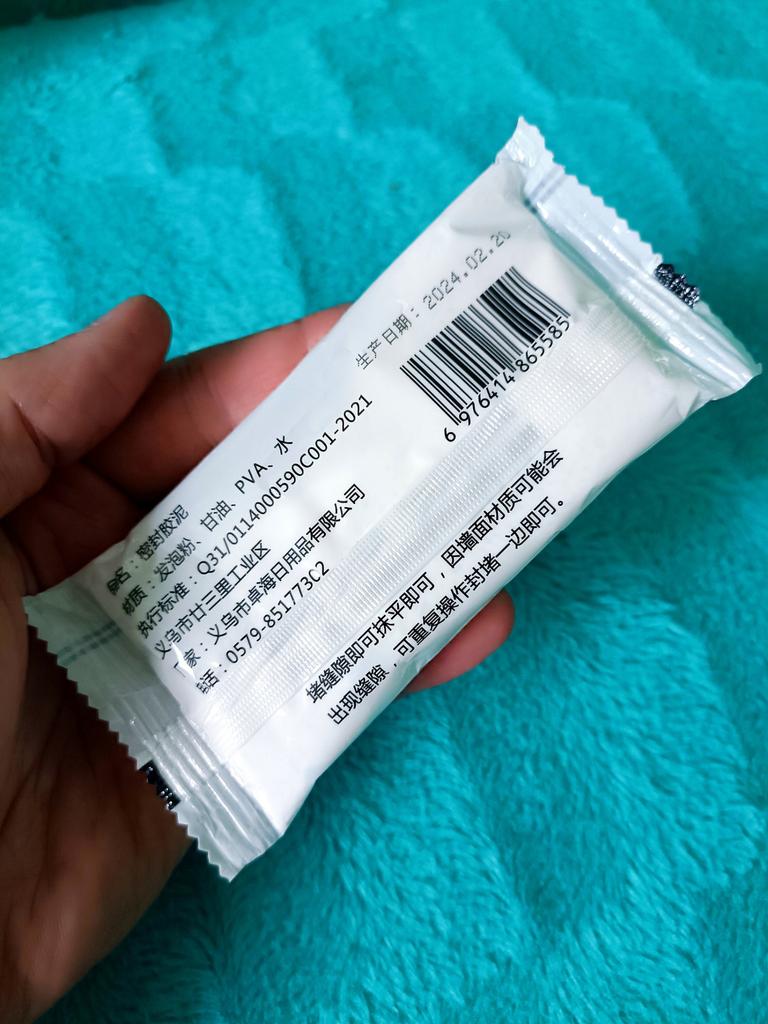 生产日期：2024.02.20
6 976414 865585
品名：密封胶泥
材质：发泡粉、甘油、PVA、水
执行标准：Q31/0114000590C001-2021
义乌市廿三里工业区
厂家：义乌市卓海日用品有限公司
电话：0579-851773C2
堵缝隙即可抹平即可，因墙面材质可能会
出现缝隙，可重复操作封堵一边即可。